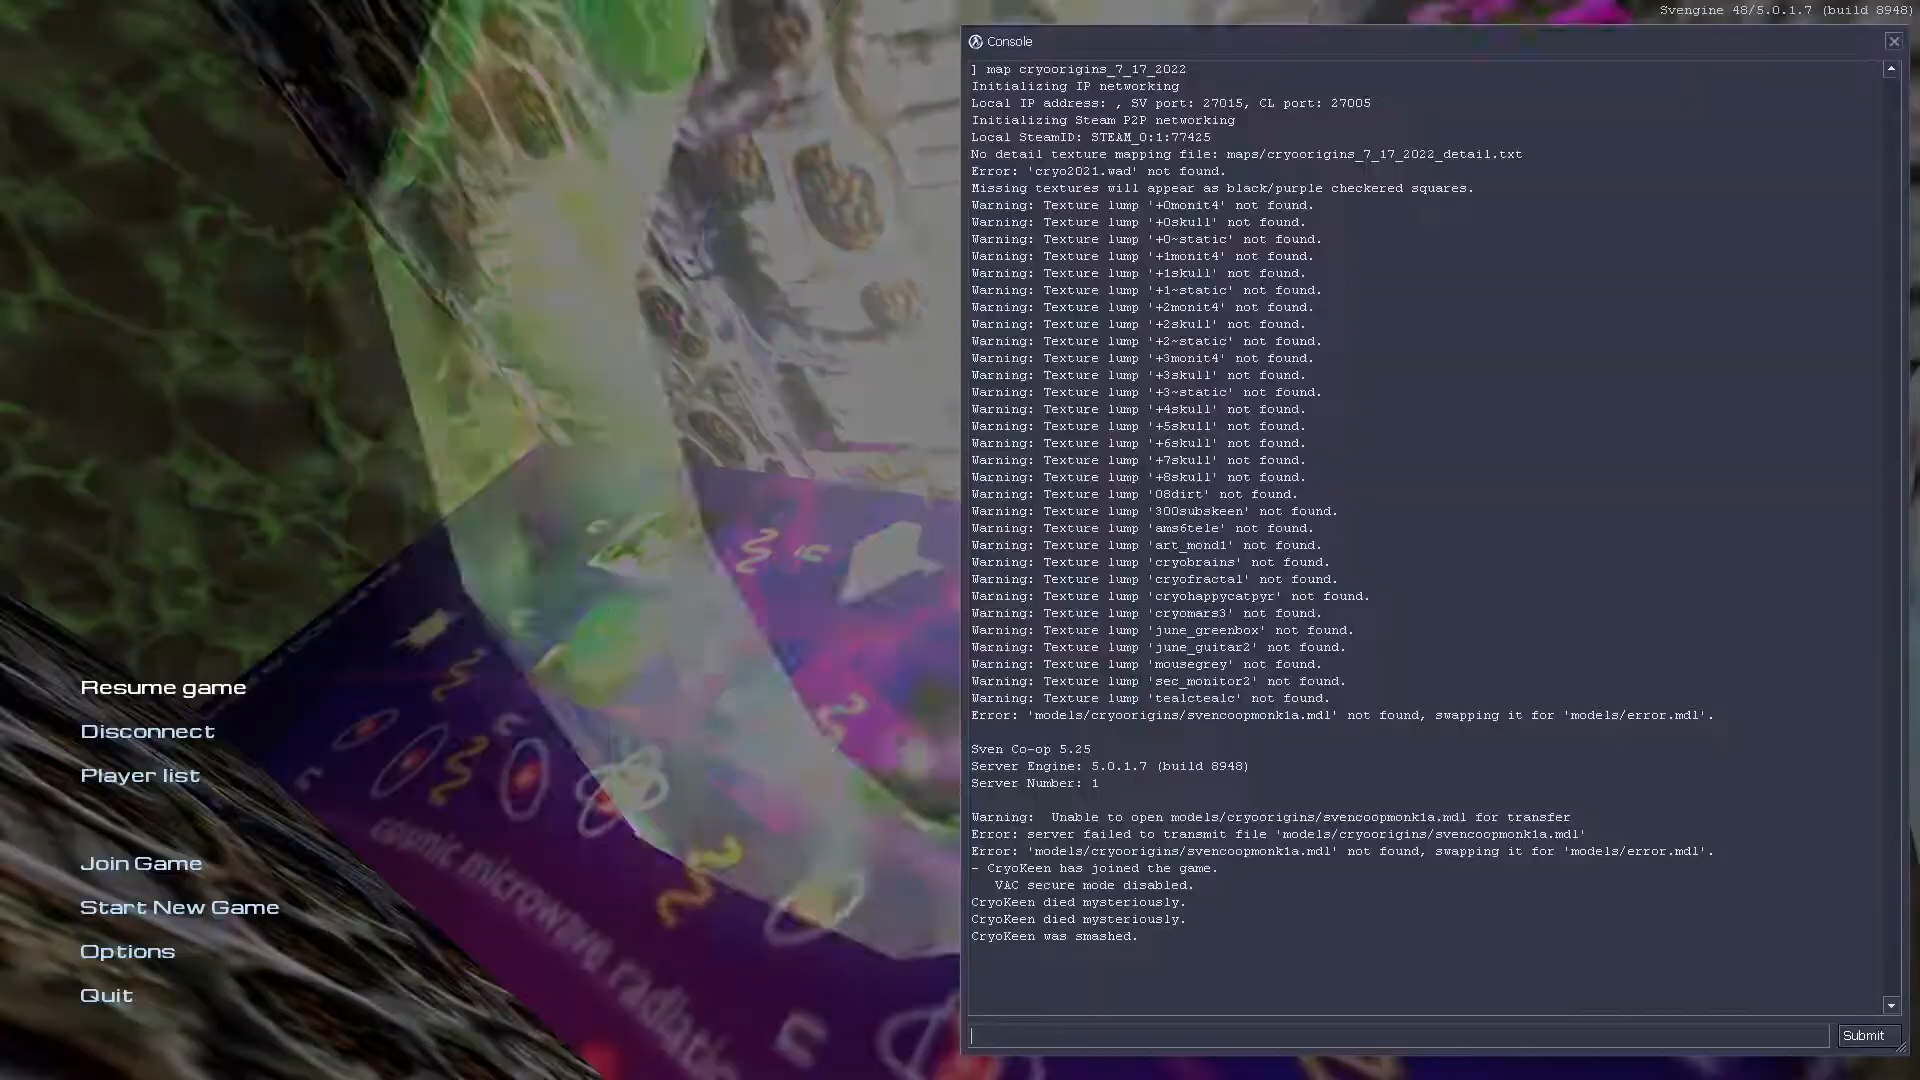 Svengine 48/5.0.1.7 (build 8948)
Console
] map cryoorigins_7_17_2022
Initializing IP networking
Local IP address: , SV port: 27015, CL port: 27005
Initializing Steam P2P networking
Local SteamID: STEAM_0:1:77425
No detail texture mapping file: maps/cryoorigins_7_17_2022_detail.txt
Error: 'cryo2021.wad' not found.
Missing textures will appear as black/purple checkered squares.
Warning: Texture lump '+0monit4' not found.
Warning: Texture lump '+0skull' not found.
Warning: Texture lump '+0~static' not found.
Warning: Texture lump '+1monit4' not found.
Warning: Texture lump '+1skull' not found.
Warning: Texture lump '+1~static' not found.
Warning: Texture lump '+2monit4' not found.
Warning: Texture lump '+2skull' not found.
Warning: Texture lump '+2~static' not found.
Warning: Texture lump '+3monit4' not found.
Warning: Texture lump '+3skull' not found.
Warning: Texture lump '+3~static' not found.
Warning: Texture lump '+4skull' not found.
Warning: Texture lump '+5skull' not found.
Warning: Texture lump '+6skull' not found.
Warning: Texture lump '+7skull' not found.
Warning: Texture lump '+8skull' not found.
Warning: Texture lump '08dirt' not found.
Warning: Texture lump '300subskeen' not found.
Warning: Texture lump 'ams6tele' not found.
Warning: Texture lump 'art_mond1' not found.
Warning: Texture lump 'cryobrains' not found.
Warning: Texture lump 'cryofractal' not found.
Warning: Texture lump 'cryohappycatpyr' not found.
Warning: Texture lump 'cryomars3' not found.
Warning: Texture lump 'june_greenbox' not found.
Warning: Texture lump 'june_guitar2' not found.
Warning: Texture lump 'mousegrey' not found.
Warning: Texture lump 'sec_monitor2' not found.
Warning: Texture lump 'tealctealc' not found.
Error: 'models/cryoorigins/svencoopmonk1a.mdl' not found, swapping it for 'models/error.mdl'.
Sven Co-op 5.25
Server Engine: 5.0.1.7 (build 8948)
Server Number: 1
Warning:  Unable to open models/cryoorigins/svencoopmonk1a.mdl for transfer
Error: server failed to transmit file 'models/cryoorigins/svencoopmonk1a.mdl'
Error: 'models/cryoorigins/svencoopmonk1a.mdl' not found, swapping it for 'models/error.mdl'.
- CryoKeen has joined the game.
VAC secure mode disabled.
CryoKeen died mysteriously.
CryoKeen died mysteriously.
CryoKeen was smashed.
Submit
Resume game
Disconnect
Player list
Join Game
Start New Game
Options
Quit
cosmic microwave radiation